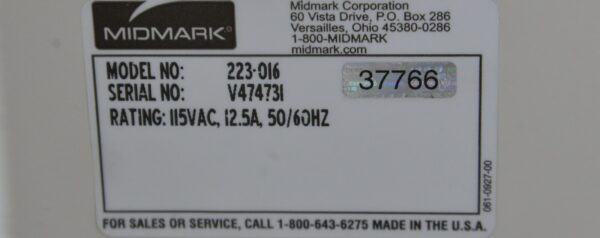 MIDMARK®
Midmark Corporation
60 Vista Drive, P.O. Box 286
Versailles, Ohio 45380-0286
1-800-MIDMARK
midmark.com
MODEL NO: 223-016
37766
SERIAL NO: V474731
RATING: 115VAC, 12.5A, 50/60HZ
061-0927-00
FOR SALES OR SERVICE, CALL 1-800-643-6275 MADE IN THE U.S.A.